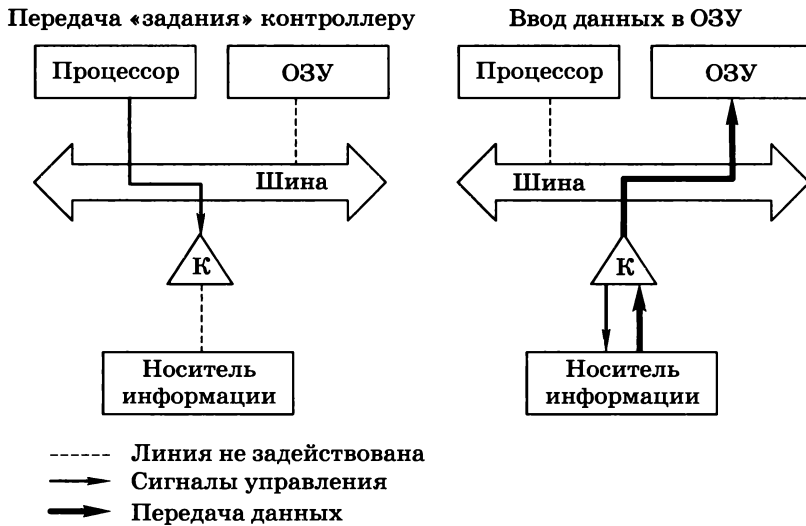 Передача «задания» контроллеру
Процессор
ОЗУ
Шина
К
Носитель
информации
Ввод данных в ОЗУ
Процессор
ОЗУ
Шина
К
Носитель
информации
Линия не задействована
Сигналы управления
Передача данных